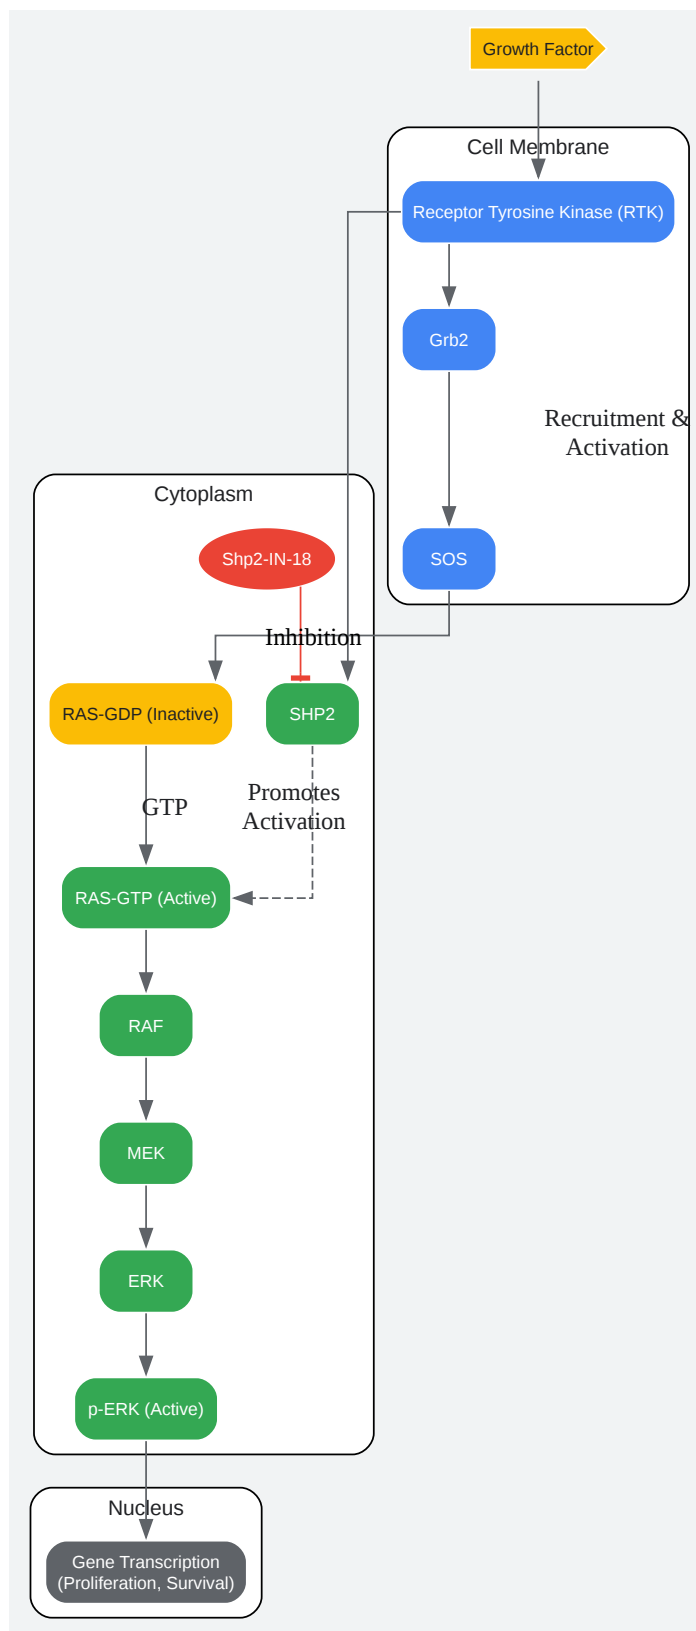 Growth Factor
Cell Membrane
Receptor Tyrosine Kinase (RTK)
Grb2
Recruitment &
Activation
Cytoplasm
Shp2-IN-18
SOS
Inhibition
RAS-GDP (Inactive)
SHP2
Promotes
Activation
GTP
RAS-GTP (Active)
RAF
MEK
ERK
p-ERK (Active)
Nucleus
Gene Transcription
(Proliferation, Survival)